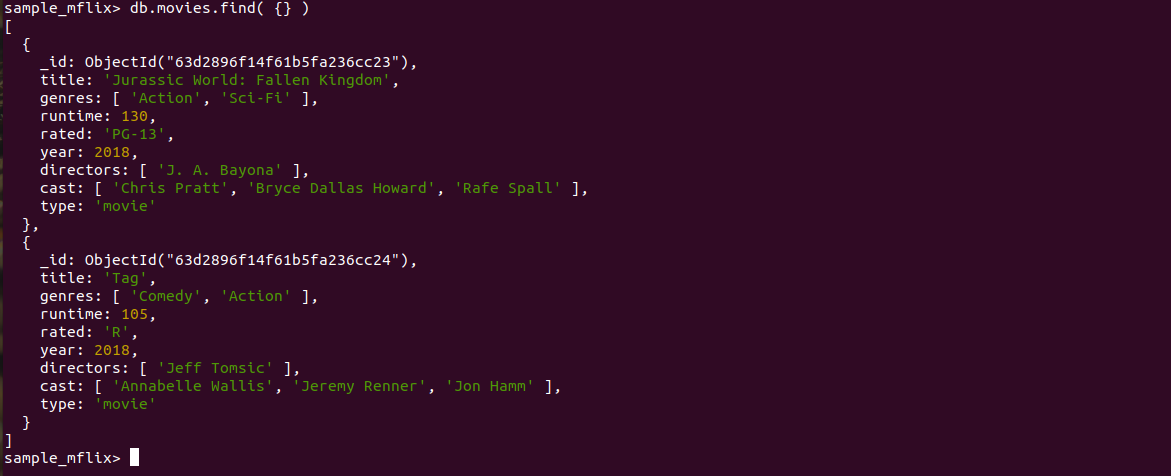 sample_mflix> db.movies.find( {} )
[
  {
    _id: ObjectId("63d2896f14f61b5fa236cc23"),
    title: 'Jurassic World: Fallen Kingdom',
    genres: [ 'Action', 'Sci-Fi' ],
    runtime: 130,
    rated: 'PG-13',
    year: 2018,
    directors: [ 'J. A. Bayona' ],
    cast: [ 'Chris Pratt', 'Bryce Dallas Howard', 'Rafe Spall' ],
    type: 'movie'
  },
  {
    _id: ObjectId("63d2896f14f61b5fa236cc24"),
    title: 'Tag',
    genres: [ 'Comedy', 'Action' ],
    runtime: 105,
    rated: 'R',
    year: 2018,
    directors: [ 'Jeff Tomsic' ],
    cast: [ 'Annabelle Wallis', 'Jeremy Renner', 'Jon Hamm' ],
    type: 'movie'
  }
]
sample_mflix>